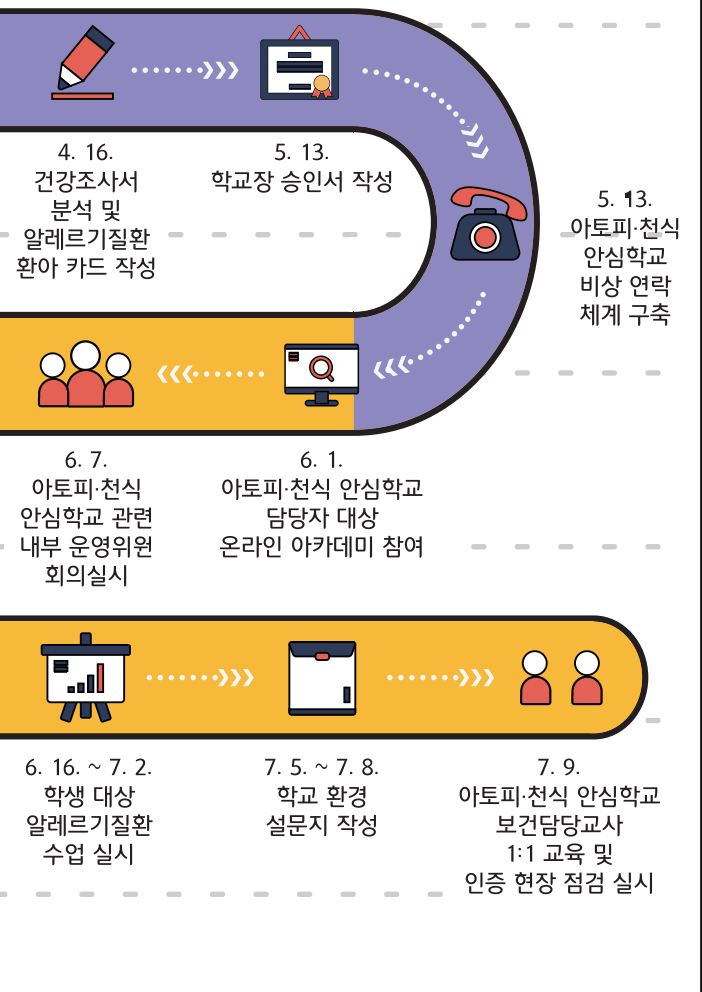 4. 16.
건강조사서
분석 및
알레르기질환
환아 카드 작성
5. 13.
학교장 승인서 작성
5. 13.
아토피·천식
안심학교
비상 연락
체계 구축
6. 7.
아토피·천식
안심학교 관련
내부 운영위원
회의실시
6. 1.
아토피·천식 안심학교
담당자 대상
온라인 아카데미 참여
6. 16. ~ 7. 2.
학생 대상
알레르기질환
수업 실시
7. 5. ~ 7. 8.
학교 환경
설문지 작성
7. 9.
아토피·천식 안심학교
보건담당교사
1:1 교육 및
인증 현장 점검 실시